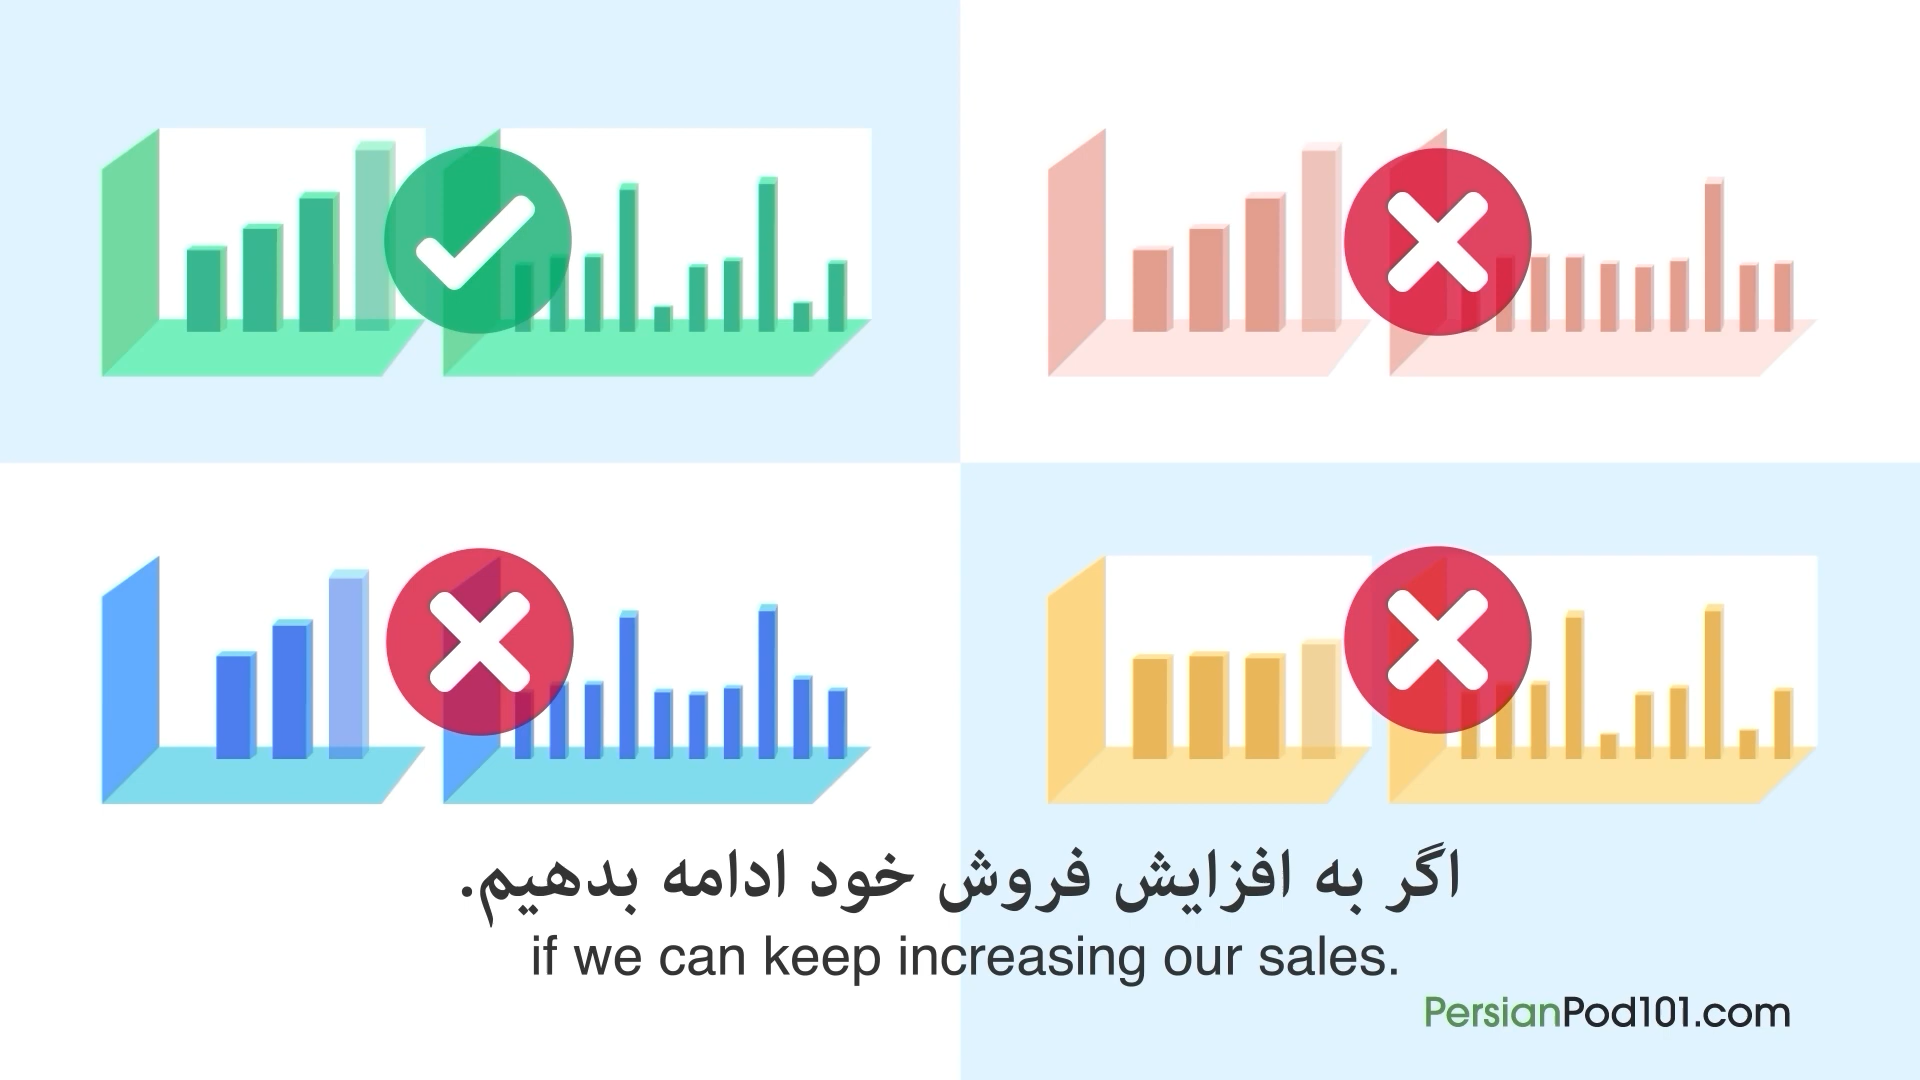 اگر به افزایش فروش خود ادامه بدهیم.
if we can keep increasing our sales.
PersianPod101.com